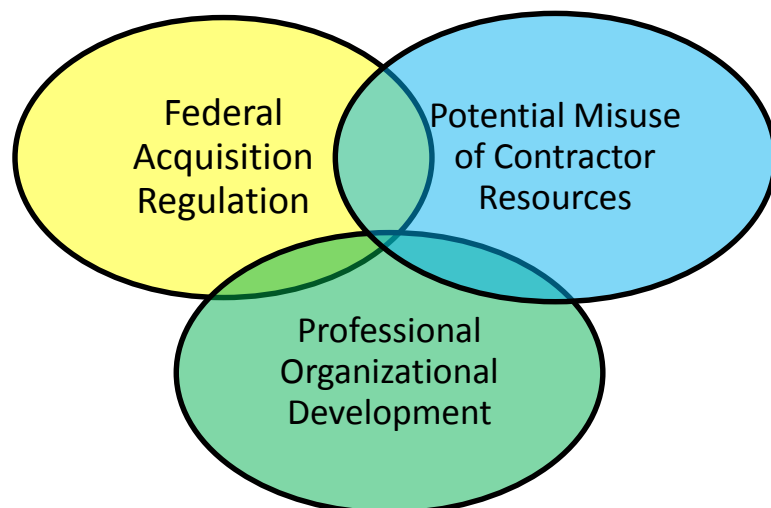 Federal
Acquisition
Regulation
Potential Misuse
of Contractor
Resources
Professional
Organizational
Development